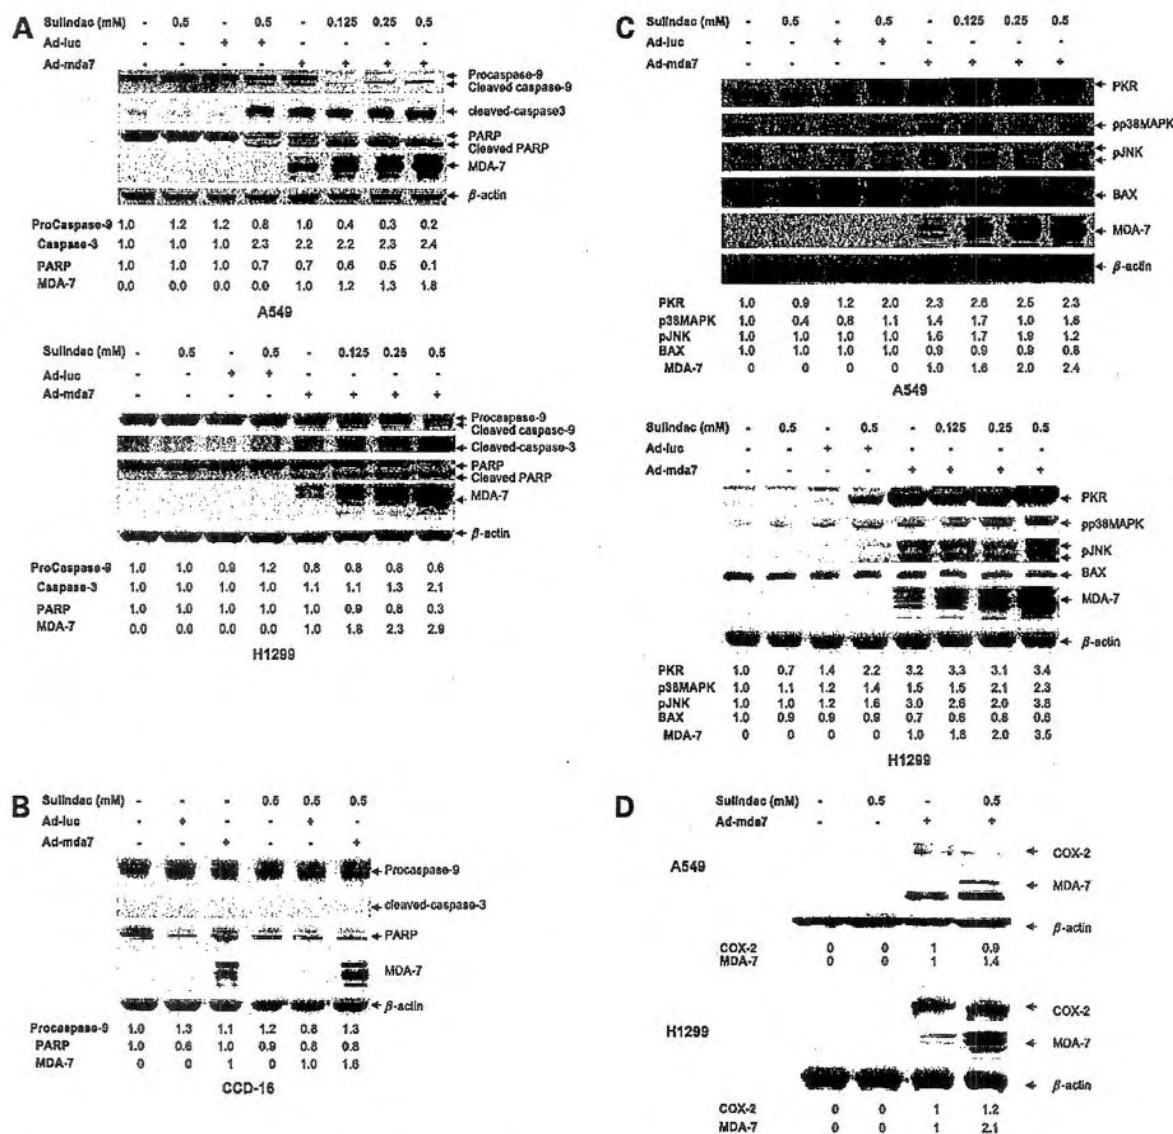 A
Sulindac (mM) - 0.5 - 0.5 - 0.125 0.25 0.5
Ad-luc - - + + - - - -
Ad-mda7 - - - - + + + +
Procaspase-9
Cleaved caspase-9
cleaved-caspase3
PARP
Cleaved PARP
MDA-7
β-actin
ProCaspase-9 1.0 1.2 1.2 0.8 1.0 0.4 0.3 0.2
Caspase-3 1.0 1.0 1.0 2.3 2.2 2.2 2.3 2.4
PARP 1.0 1.0 1.0 0.7 0.7 0.6 0.5 0.1
MDA-7 0.0 0.0 0.0 0.0 1.0 1.2 1.3 1.8
A549
Sulindac (mM) - 0.5 - 0.5 - 0.125 0.25 0.5
Ad-luc - - + + - - - -
Ad-mda7 - - - - + + + +
Procaspase-9
Cleaved caspase-9
Cleaved-caspase-3
PARP
Cleaved PARP
MDA-7
β-actin
ProCaspase-9 1.0 1.0 0.9 1.2 0.8 0.8 0.8 0.6
Caspase-3 1.0 1.0 1.0 1.0 1.1 1.1 1.3 2.1
PARP 1.0 1.0 1.0 1.0 1.0 0.9 0.8 0.3
MDA-7 0.0 0.0 0.0 0.0 1.0 1.8 2.3 2.9
H1299
B
Sulindac (mM) - - - 0.5 0.5 0.5
Ad-luc - + - - + -
Ad-mda7 - - + - - +
Procaspase-9
cleaved-caspase-3
PARP
MDA-7
β-actin
Procaspase-9 1.0 1.3 1.1 1.2 0.8 1.3
PARP 1.0 0.6 1.0 0.9 0.8 0.8
MDA-7 0 0 1 0 1.0 1.6
CCD-16
C
Sulindac (mM) - 0.5 - 0.5 - 0.125 0.25 0.5
Ad-luc - - + + - - - -
Ad-mda7 - - - - + + + +
PKR
pp38MAPK
pJNK
BAX
MDA-7
β-actin
PKR 1.0 0.9 1.2 2.0 2.3 2.6 2.5 2.3
p38MAPK 1.0 0.4 0.8 1.1 1.4 1.7 1.0 1.6
pJNK 1.0 1.0 1.0 1.0 1.6 1.7 1.9 1.2
BAX 1.0 1.0 1.0 1.0 0.9 0.9 0.9 0.8
MDA-7 0 0 0 0 1.0 1.6 2.0 2.4
A549
Sulindac (mM) - 0.5 - 0.5 - 0.125 0.25 0.5
Ad-luc - - + + - - - -
Ad-mda7 - - - - + + + +
PKR
pp38MAPK
pJNK
BAX
MDA-7
β-actin
PKR 1.0 0.7 1.4 2.2 3.2 3.3 3.1 3.4
p38MAPK 1.0 1.1 1.2 1.4 1.5 1.5 2.1 2.3
pJNK 1.0 1.0 1.2 1.6 3.0 2.6 2.0 3.8
BAX 1.0 0.9 0.9 0.9 0.7 0.6 0.8 0.6
MDA-7 0 0 0 0 1.0 1.8 2.0 3.5
H1299
D
Sulindac (mM) - 0.5 - 0.5
Ad-mda7 - - + +
A549
COX-2
MDA-7
β-actin
COX-2 0 0 1 0.9
MDA-7 0 0 1 1.4
H1299
COX-2
MDA-7
β-actin
COX-2 0 0 1 1.2
MDA-7 0 0 1 2.1